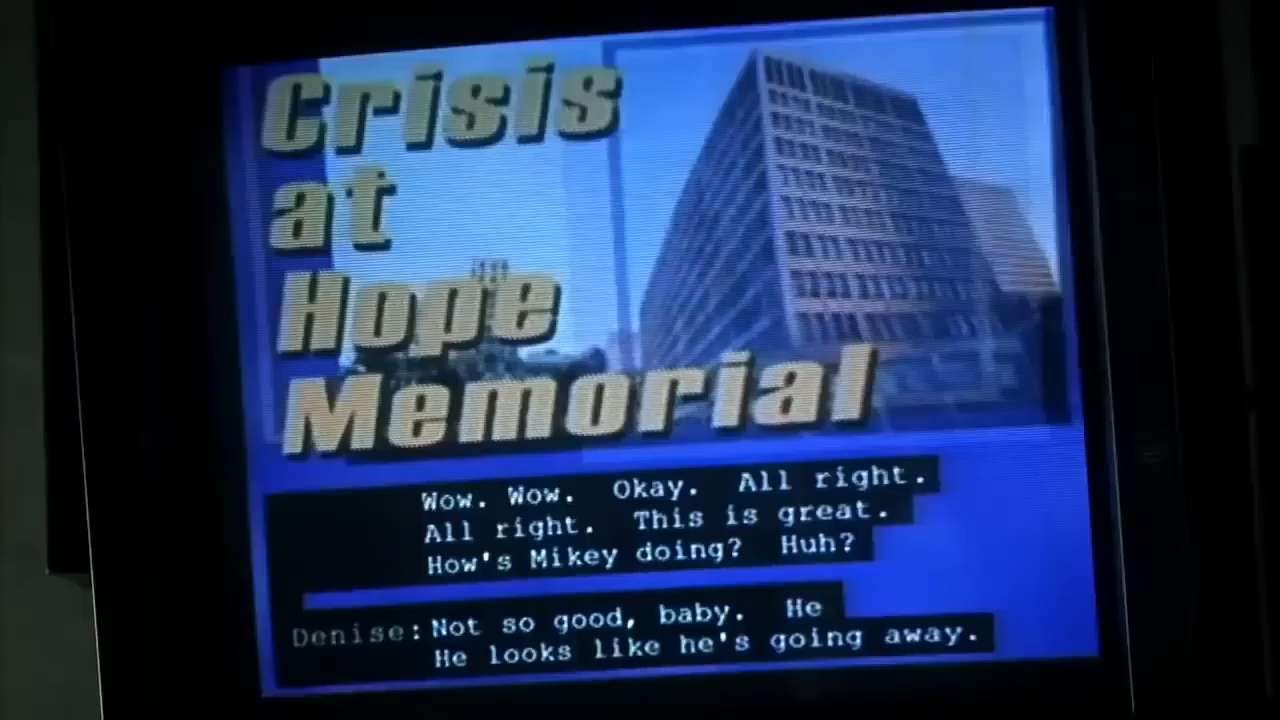 Crisis
at
Hope
Memorial
Wow. Wow. Okay. All right.
All right. This is great.
How's Mikey doing? Huh?
Denise: Not so good, baby. He
He looks like he's going away.